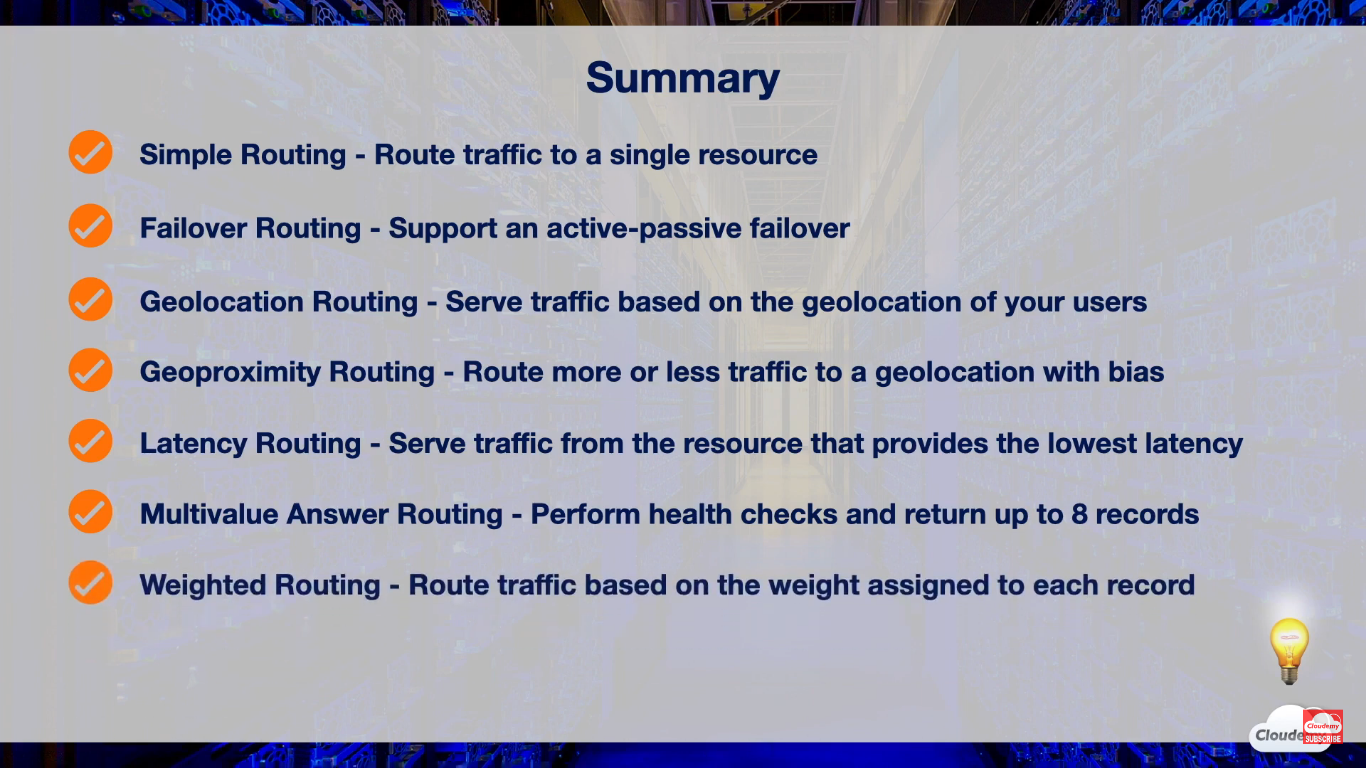 Summary
Simple Routing - Route traffic to a single resource
Failover Routing - Support an active-passive failover
Geolocation Routing - Serve traffic based on the geolocation of your users
Geoproximity Routing - Route more or less traffic to a geolocation with bias
Latency Routing - Serve traffic from the resource that provides the lowest latency
Multivalue Answer Routing - Perform health checks and return up to 8 records
Weighted Routing - Route traffic based on the weight assigned to each record
Cloudemy
SUBSCRIBE